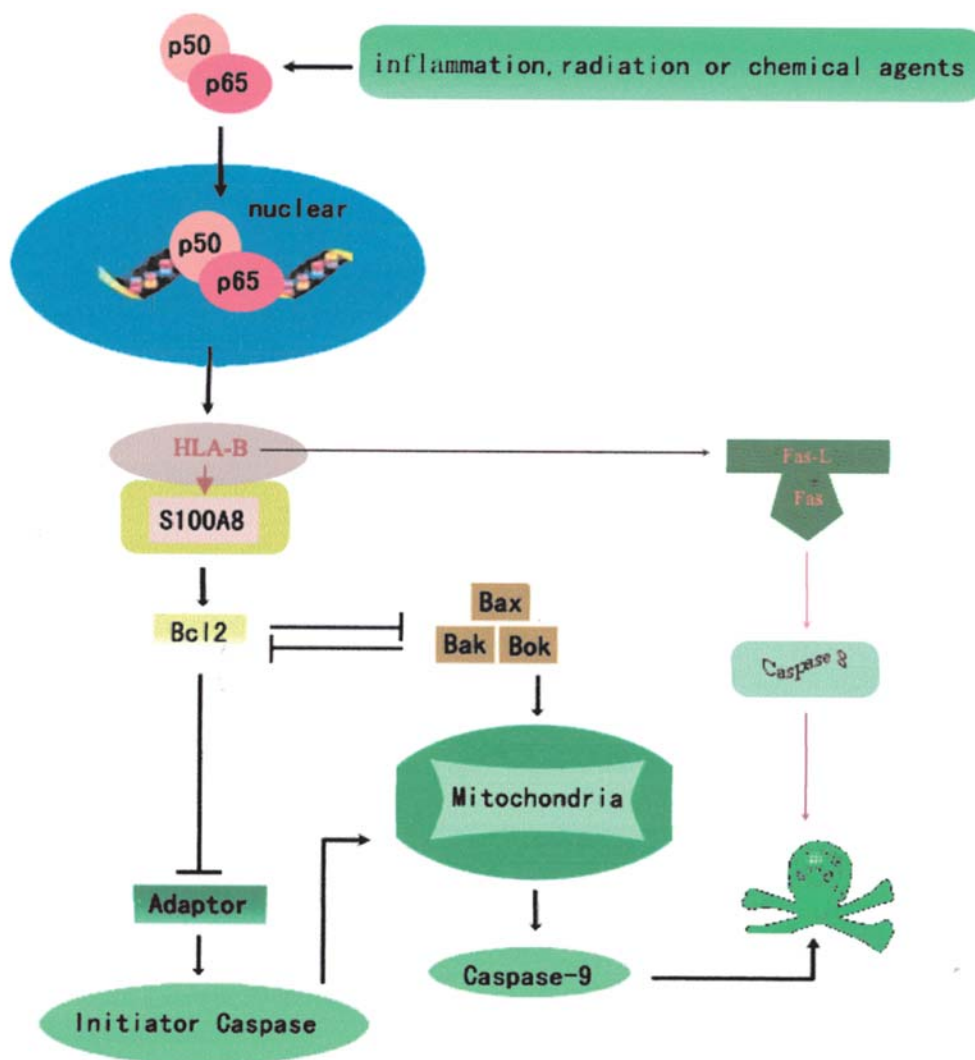 p50
p65
inflammation, radiation or chemical agents
nuclear
p50
p65
HLA-B
S100A8
Fas-L
Fas
Bcl2
Bax
Bak Bok
Caspase 8
Mitochondria
Adaptor
Caspase-9
Initiator Caspase